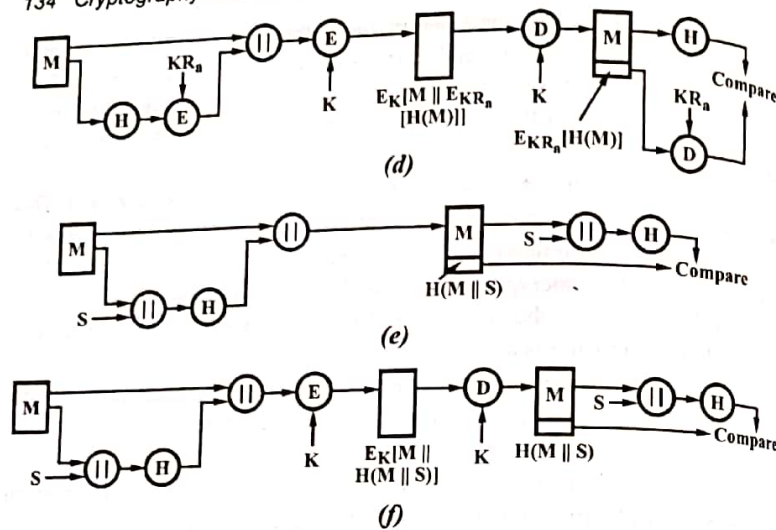 134 Cryptography
M
H
KRa
E
||
E
K
EK[M || EKRa
[H(M)]]
D
K
M
EKRa[H(M)]
H
KRa
D
Compare
(d)
M
S
||
H
||
M
H(M || S)
S
||
H
Compare
(e)
M
S
||
H
||
E
K
EK[M ||
H(M || S)]
D
K
M
H(M || S)
S
||
H
Compare
(f)